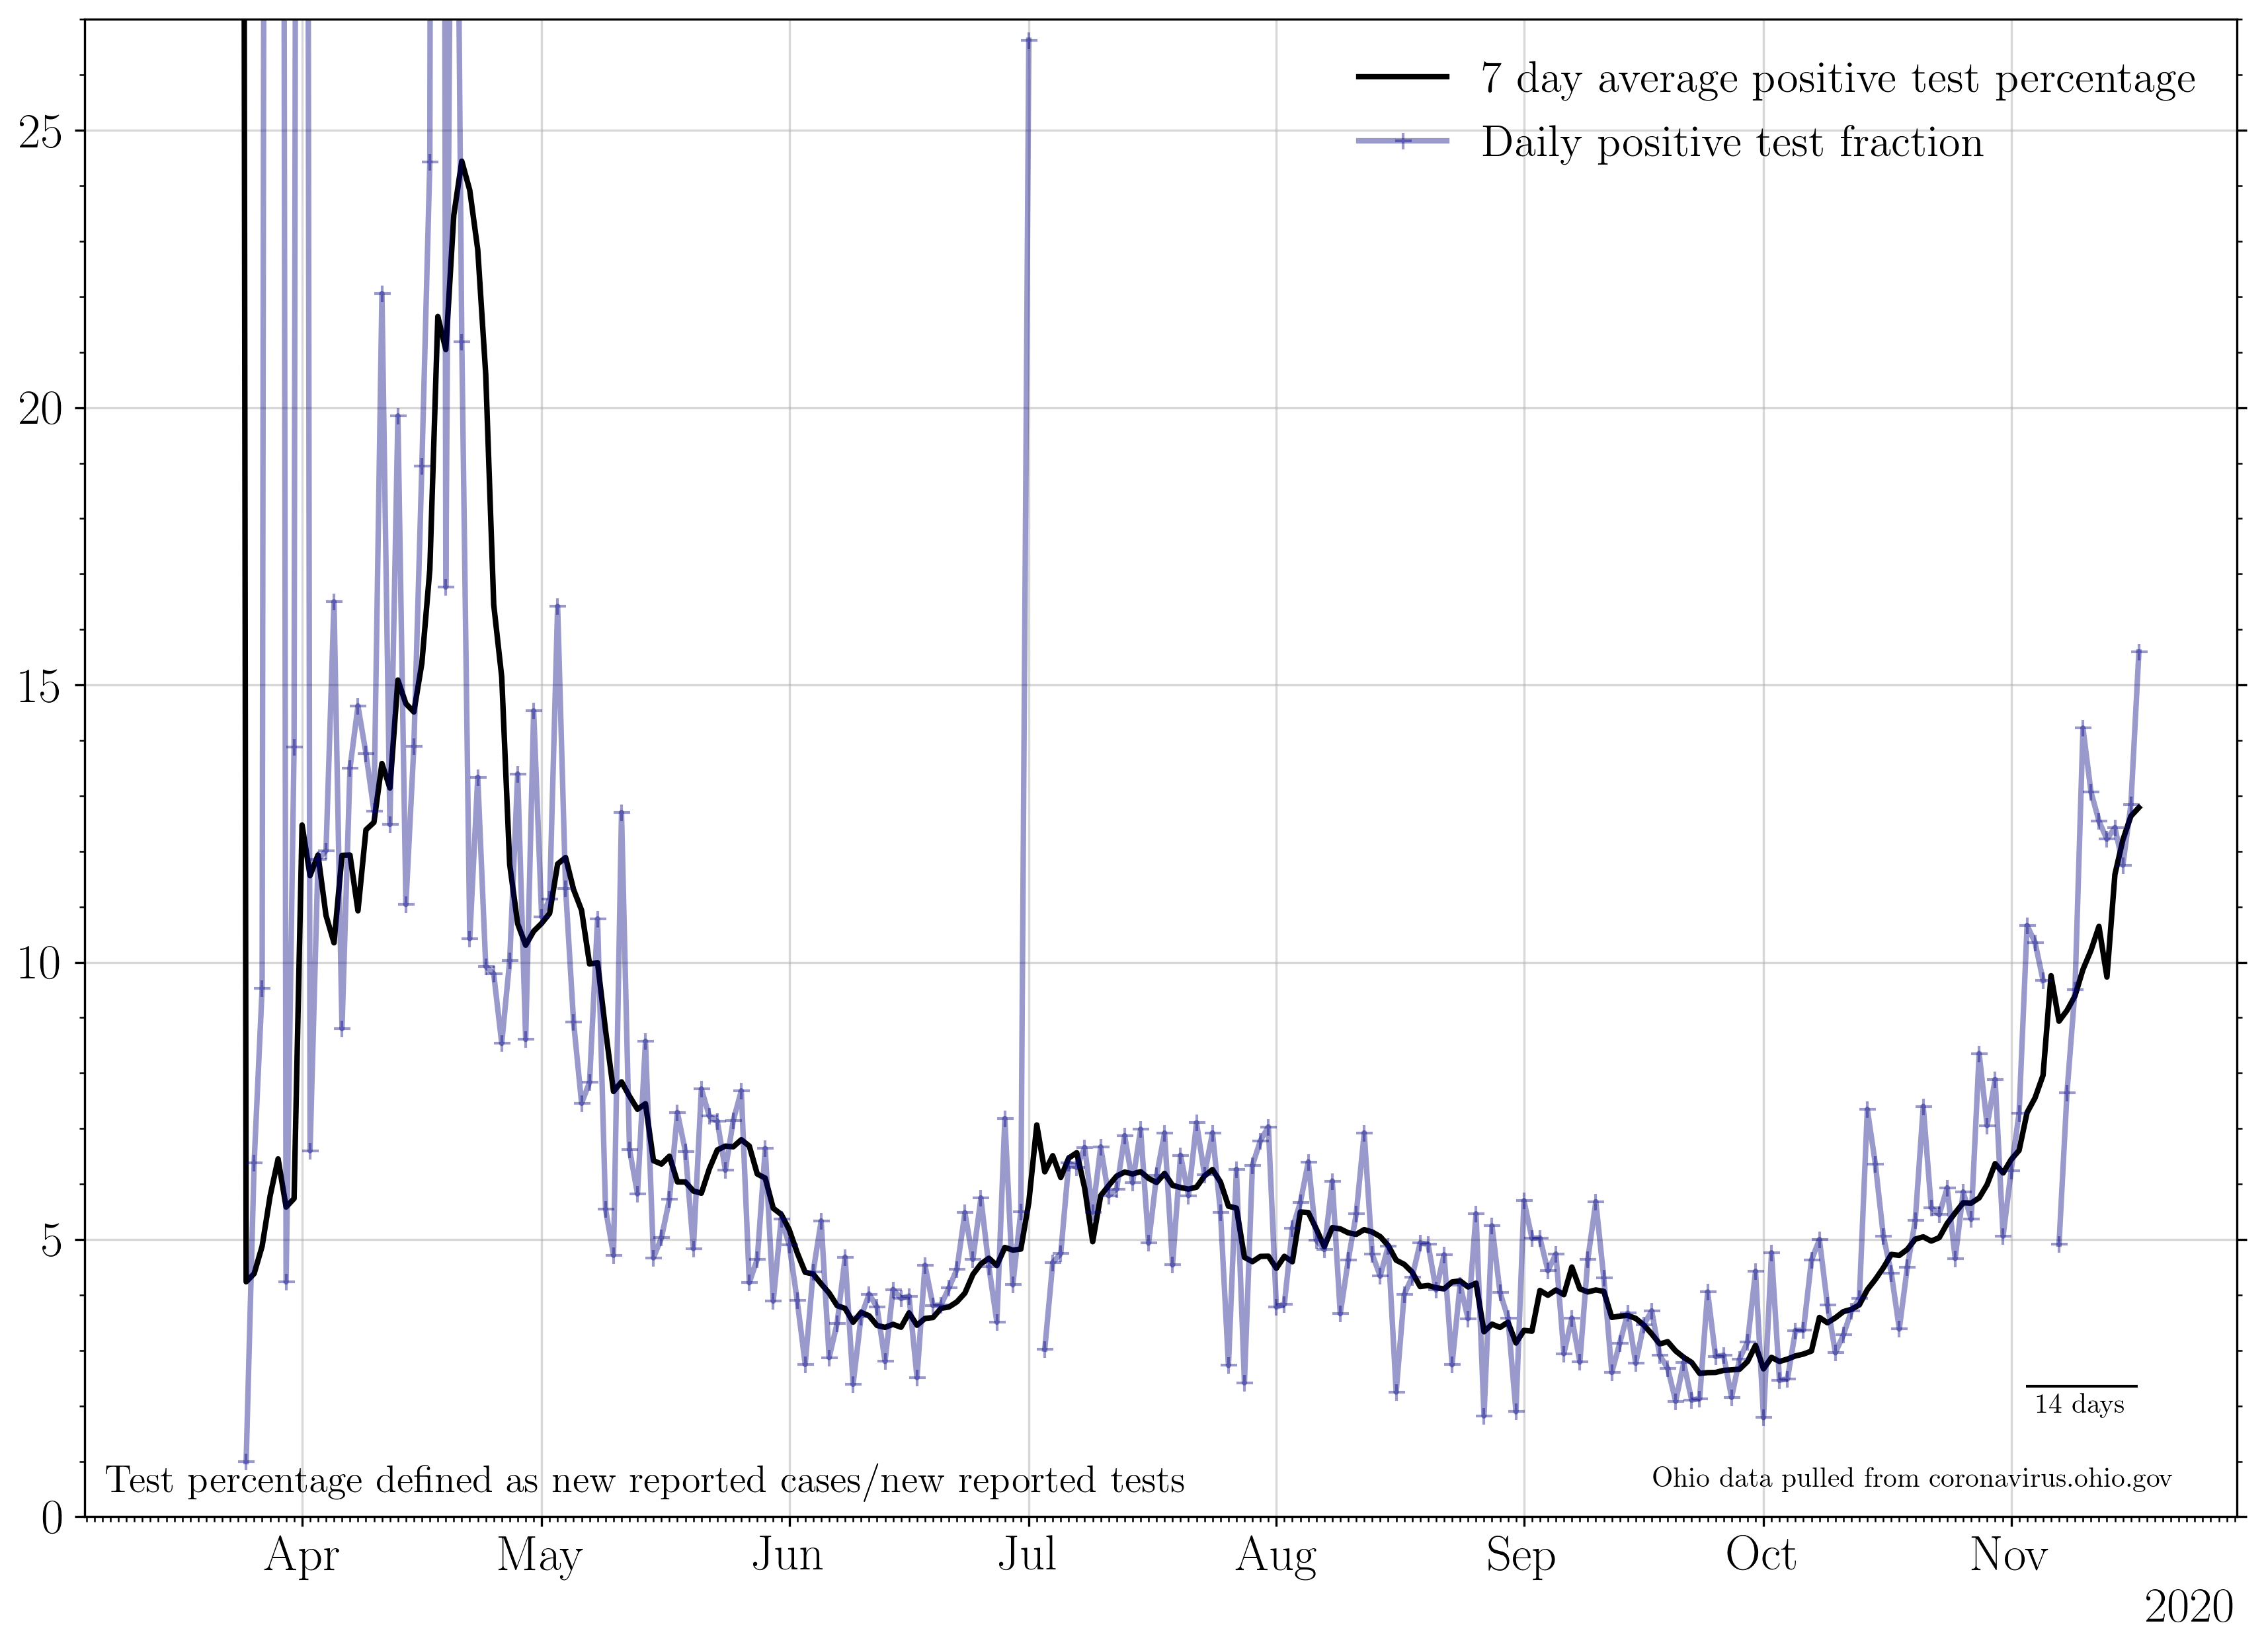 7 day average positive test percentage
Daily positive test fraction
25
20
15
10
5
0
14 days
Test percentage defined as new reported cases/new reported tests
Ohio data pulled from coronavirus.ohio.gov
Apr May Jun Jul Aug Sep Oct Nov
2020